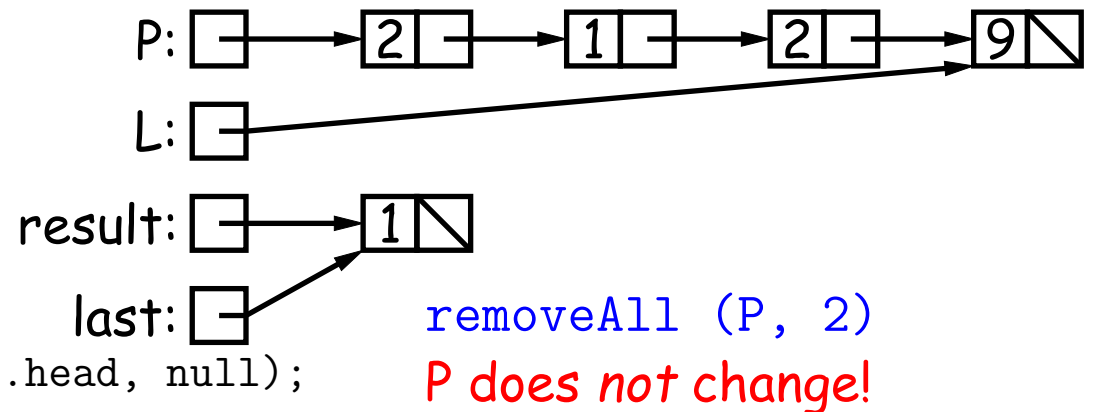 P: 2 1 2 9
L:
result: 1
last:
removeAll (P, 2)
.head, null);
P does not change!